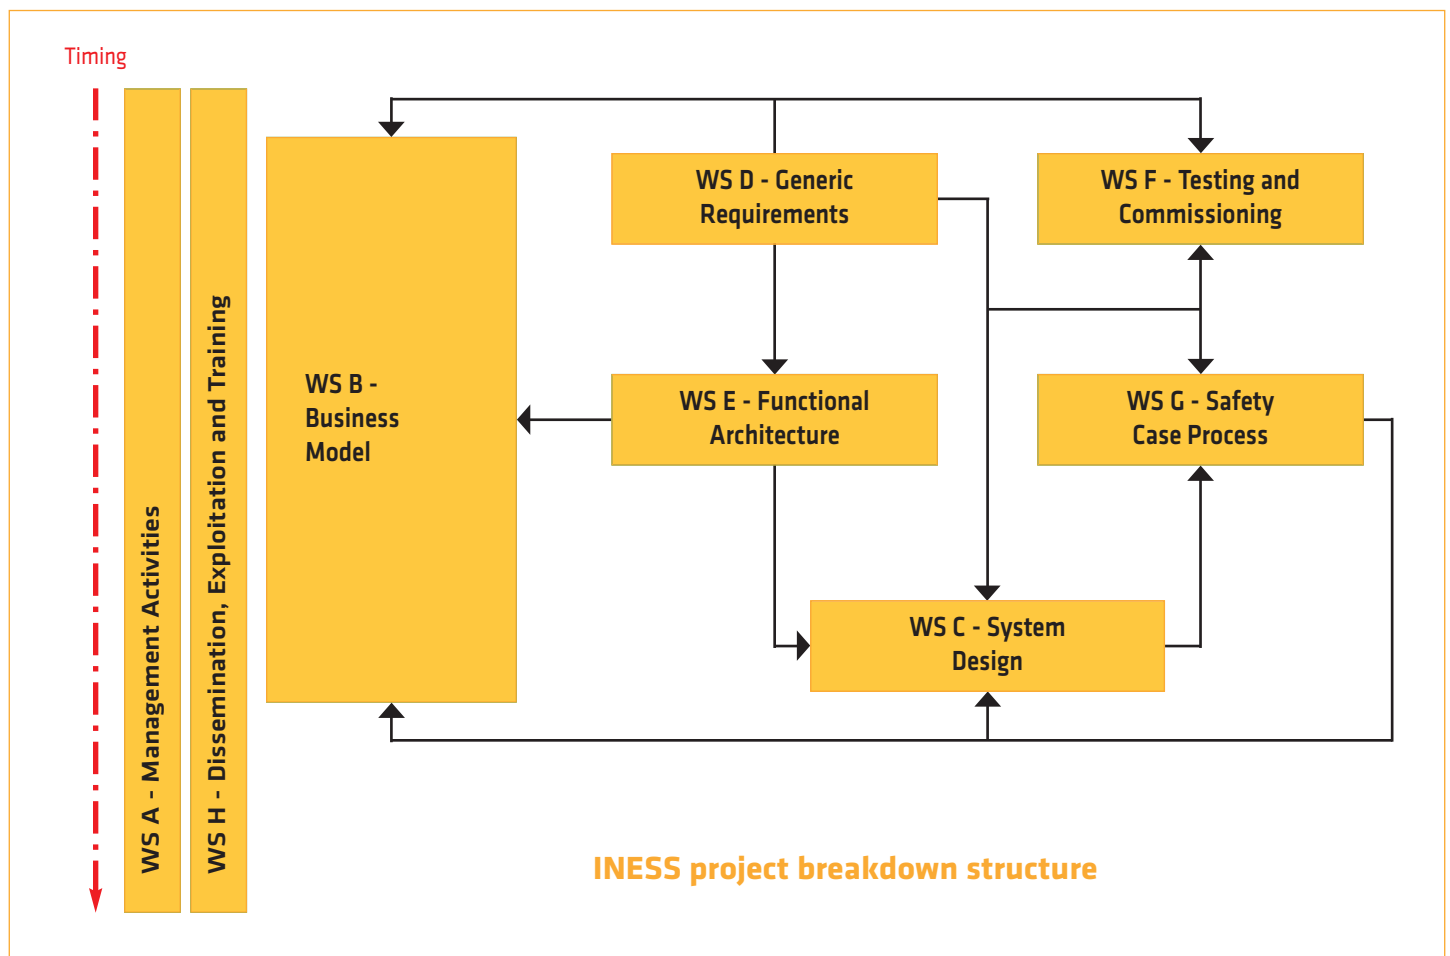 Timing
WS A - Management Activities
WS H - Dissemination, Exploitation and Training
WS B -
Business
Model
WS D - Generic
Requirements
WS F - Testing and
Commissioning
WS E - Functional
Architecture
WS G - Safety
Case Process
WS C - System
Design
INESS project breakdown structure